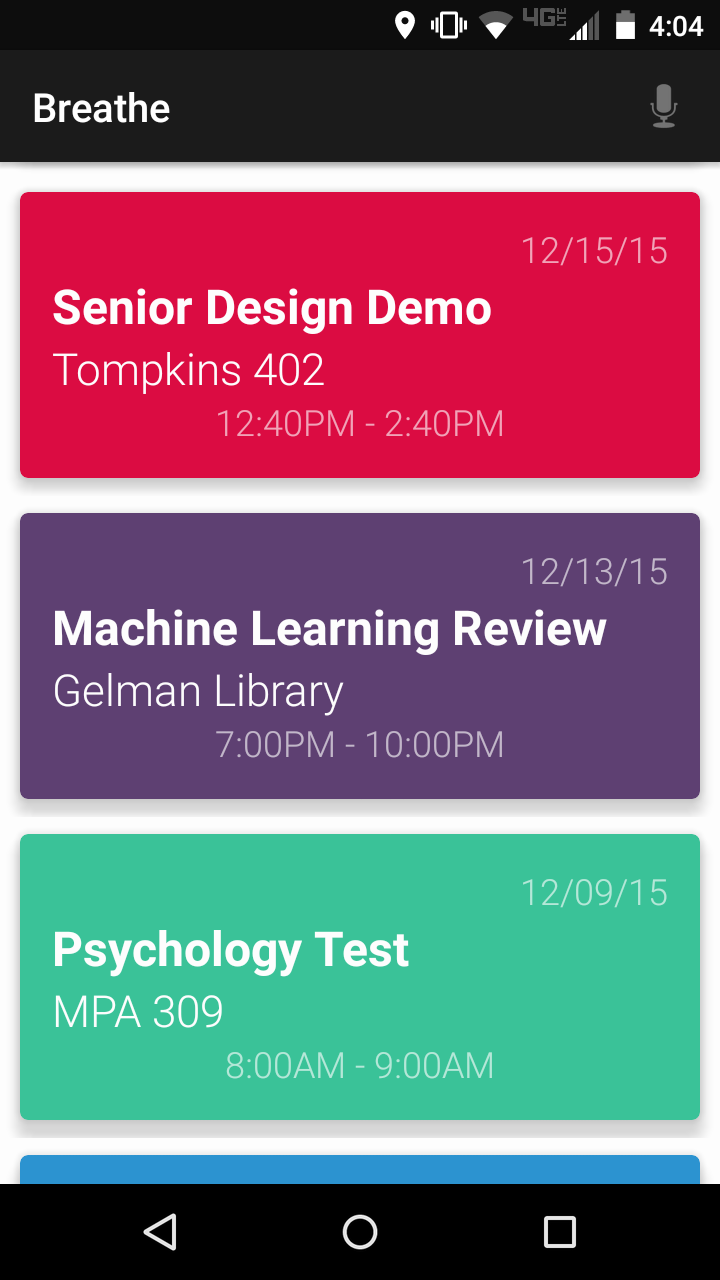 4G LTE 4:04
Breathe
12/15/15
Senior Design Demo
Tompkins 402
12:40PM - 2:40PM
12/13/15
Machine Learning Review
Gelman Library
7:00PM - 10:00PM
12/09/15
Psychology Test
MPA 309
8:00AM - 9:00AM